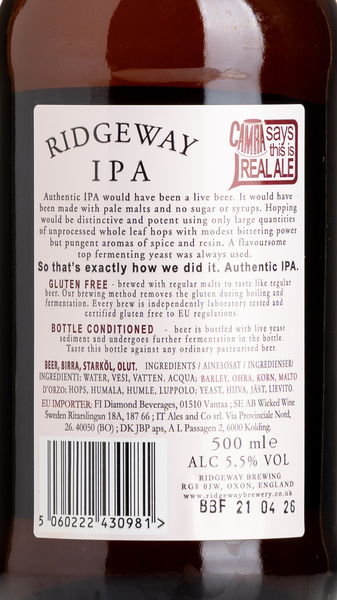 RIDGEWAY
IPA
CAMRA says
this is
REAL ALE
Authentic IPA would have been a live beer. It would have
been made with pale malts and no sugar or syrups. Hopping
would be distinctive and potent using only large quantities
of unprocessed whole leaf hops with modest bittering power
but pungent aromas of spice and resin. A flavoursome
top fermenting yeast was always used.
So that's exactly how we did it. Authentic IPA.
GLUTEN FREE - brewed with regular malts to taste like regular
beer. Our brewing method removes the gluten during boiling and
fermentation. Every brew is independently laboratory tested and
certified gluten free to EU regulations.
BOTTLE CONDITIONED - beer is bottled with live yeast
sediment and undergoes further fermentation in the bottle.
Taste this bottle against any ordinary pasteurised beer.
BEER, BIRRA, STARKÖL, OLUT. INGREDIENTS / AINESOSAT / INGREDIENSER/
INGREDIENTI: WATER, VESI, VATTEN. ACQUA; BARLEY, OHRA, KORN, MALTO
D'ORZO: HOPS, HUMALA, HUMLE, LUPPOLO; YEAST, HIIVA, JÄST, LIEVITO.
EU IMPORTER: FI Diamond Beverages, 01510 Vantaa ; SE AB Wicked Wine
Sweden Ritarslingan 18A, 187 66 ; IT Ales and Co srl. Via Provinciale Nord,
26. 40050 (BO) ; DK JBP aps, A L Passagen 2, 6000 Kolding.
500 ml e
ALC 5.5% VOL
RIDGEWAY BREWING
RG8 0JW, OXON, ENGLAND
www.ridgewaybrewery.co.uk
BBF 21 04 26
5 060222 430981 >